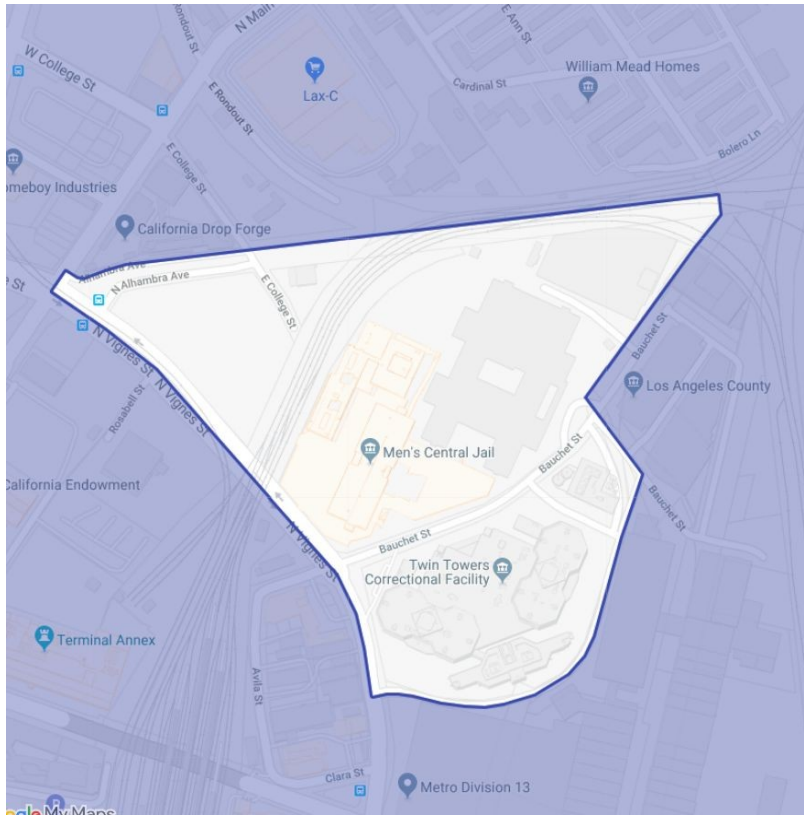 E Rondout St
N Main
E Ann St
W College St
William Mead Homes
Lax-C
Cardinal St
E Rondout St
Bolero Ln
E College St
omeboy Industries
California Drop Forge
Alhambra Ave
N Alhambra Ave
St
E College St
N Vignes St
Bauchet St
N Vignes St
Rosabell St
Los Angeles County
Men's Central Jail
Bauchet St
California Endowment
Bauchet St
N Vignes St
Bauchet St
Twin Towers
Correctional Facility
Terminal Annex
Avila St
Clara St
Metro Division 13
ogle My Maps